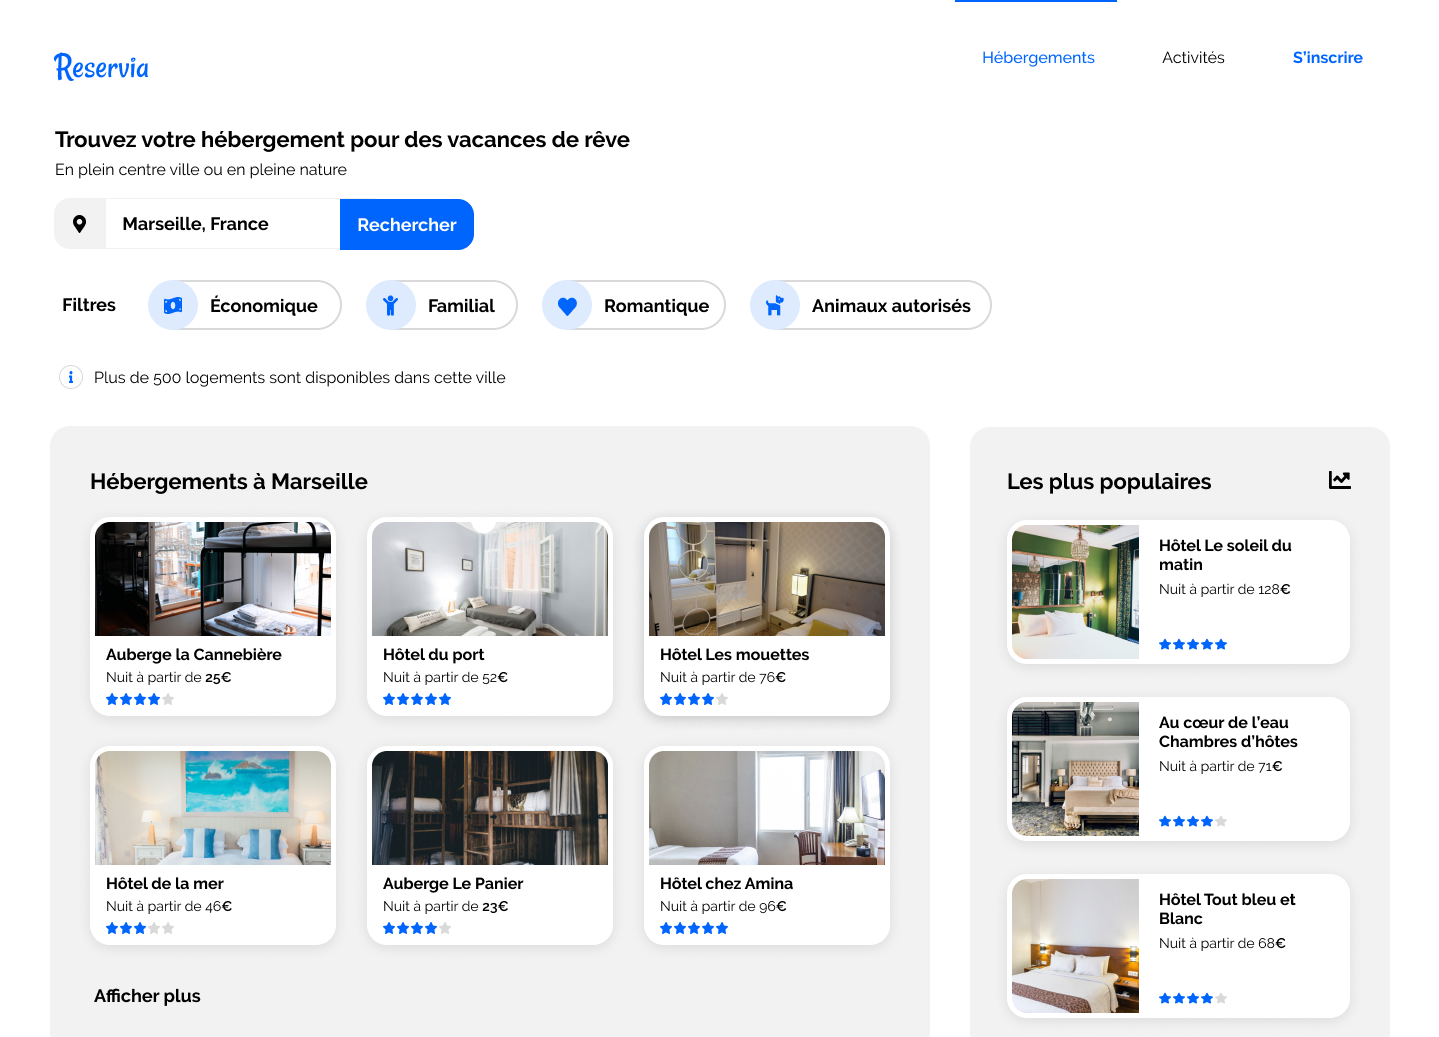 Reservia
Hébergements
Activités
S'inscrire
Trouvez votre hébergement pour des vacances de rêve
En plein centre ville ou en pleine nature
Marseille, France
Rechercher
Filtres
Économique
Familial
Romantique
Animaux autorisés
Plus de 500 logements sont disponibles dans cette ville
Hébergements à Marseille
Auberge la Cannebière
Nuit à partir de 25€
Hôtel du port
Nuit à partir de 52€
Hôtel Les mouettes
Nuit à partir de 76€
Hôtel de la mer
Nuit à partir de 46€
Auberge Le Panier
Nuit à partir de 23€
Hôtel chez Amina
Nuit à partir de 96€
Afficher plus
Les plus populaires
Hôtel Le soleil du
matin
Nuit à partir de 128€
Au cœur de l'eau
Chambres d'hôtes
Nuit à partir de 71€
Hôtel Tout bleu et
Blanc
Nuit à partir de 68€